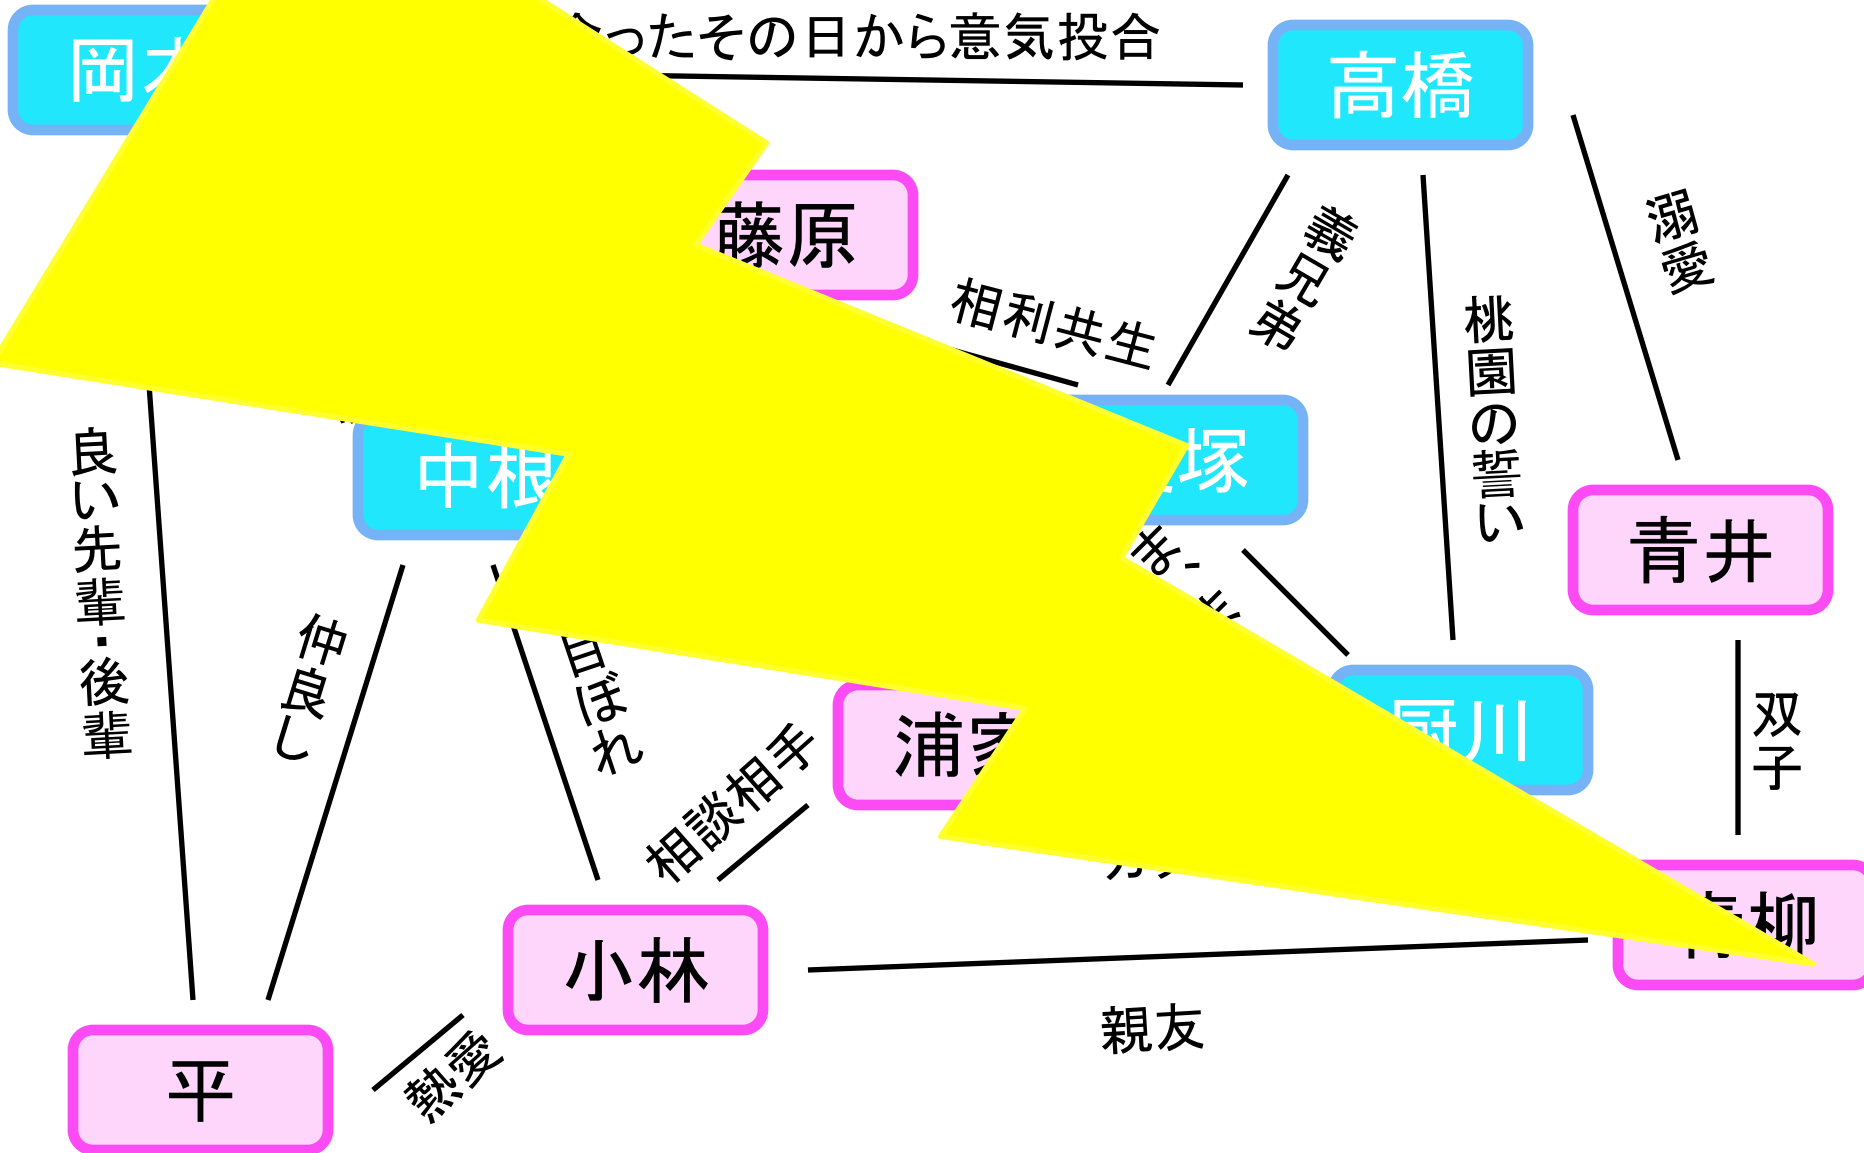 岡
ったその日から意気投合
高橋
藤原
溺愛
義兄弟
相利共生
桃園の誓い
良い先輩・後輩
中根
塚
青井
仲良し
ぼれ
浦
厨川
双子
相談相手
柳
小林
親友
熱愛
平